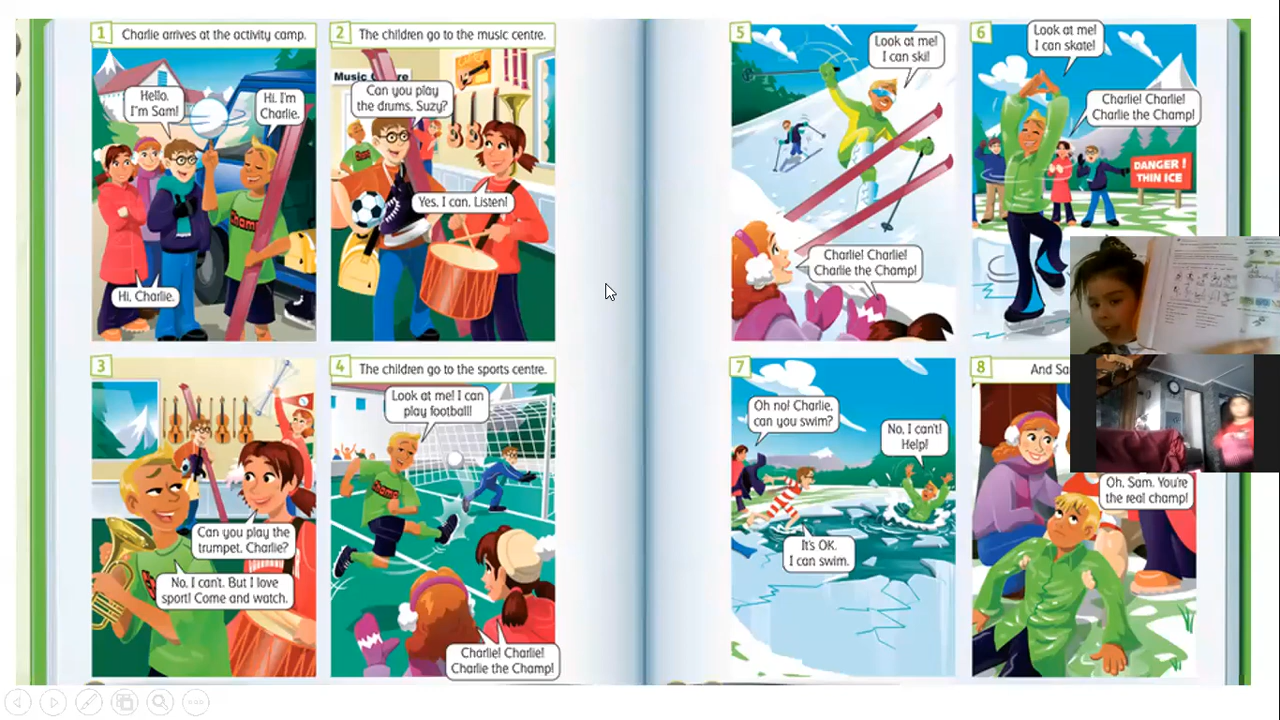 1
Charlie arrives at the activity camp.
Hello.
I'm Sam!
Hi. I'm
Charlie.
Champ
Hi, Charlie.
2
The children go to the music centre.
Music
Can you play
the drums, Suzy?
Yes, I can. Listen!
3
Can you play the
trumpet, Charlie?
No, I can't. But I love
sport! Come and watch.
4
The children go to the sports centre.
Look at me! I can
play football!
Champ
Charlie! Charlie!
Charlie the Champ!
5
Look at me!
I can ski!
Charlie! Charlie!
Charlie the Champ!
6
Look at me!
I can skate!
Charlie! Charlie!
Charlie the Champ!
DANGER!
THIN ICE
7
Oh no! Charlie,
can you swim?
No, I can't!
Help!
It's OK.
I can swim.
8
And Sa
Oh, Sam. You're
the real champ!